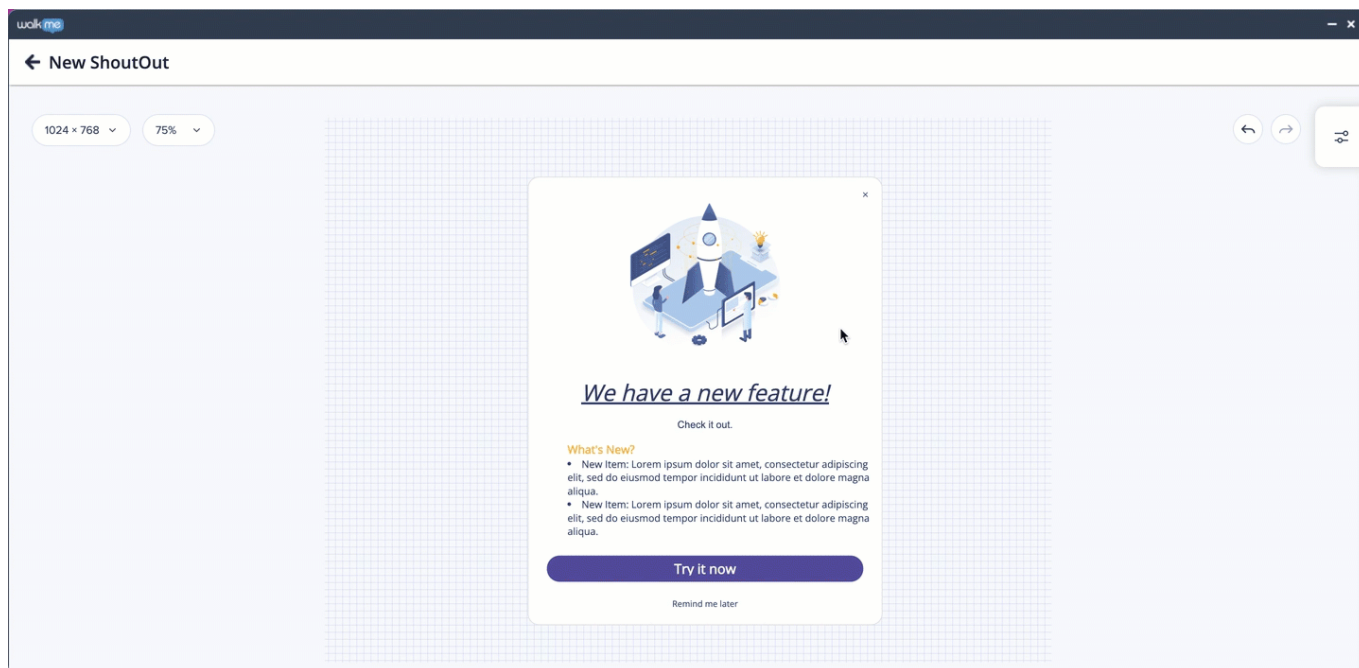 walkme
New ShoutOut
1024 × 768
75%
We have a new feature!
Check it out.
What's New?
• New Item: Lorem ipsum dolor sit amet, consectetur adipiscing
elit, sed do eiusmod tempor incididunt ut labore et dolore magna
aliqua.
• New Item: Lorem ipsum dolor sit amet, consectetur adipiscing
elit, sed do eiusmod tempor incididunt ut labore et dolore magna
aliqua.
Try it now
Remind me later